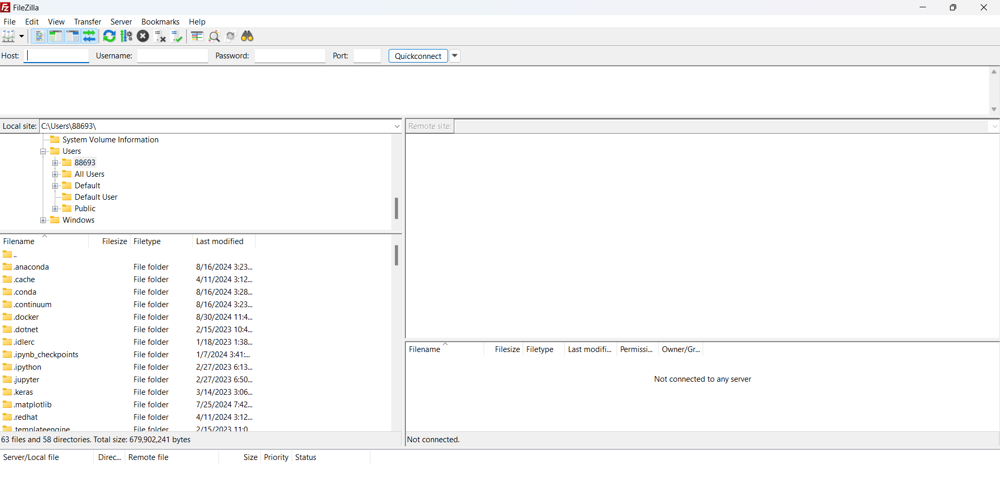 FileZilla
File Edit View Transfer Server Bookmarks Help
Host: Username: Password: Port: Quickconnect
Local site: C:\Users\88693\
System Volume Information
Users
88693
All Users
Default
Default User
Public
Windows
Filename Filesize Filetype Last modified
..
.anaconda File folder 8/16/2024 3:23...
.cache File folder 4/11/2024 3:12...
.conda File folder 8/16/2024 3:28...
.continuum File folder 8/16/2024 3:23...
.docker File folder 8/30/2024 11:4...
.dotnet File folder 2/15/2023 10:4...
.idlerc File folder 1/18/2023 1:38...
.ipynb_checkpoints File folder 1/7/2024 3:41:...
.ipython File folder 2/27/2023 6:13...
.jupyter File folder 2/27/2023 6:50...
.keras File folder 3/14/2023 3:06...
.matplotlib File folder 7/25/2024 7:42...
.redhat File folder 4/11/2024 3:12...
.templateengine File folder 2/15/2023 11:0
63 files and 58 directories. Total size: 679,902,241 bytes
Remote site:
Filename Filesize Filetype Last modifi... Permissi... Owner/Gr...
Not connected to any server
Not connected.
Server/Local file Direc... Remote file Size Priority Status